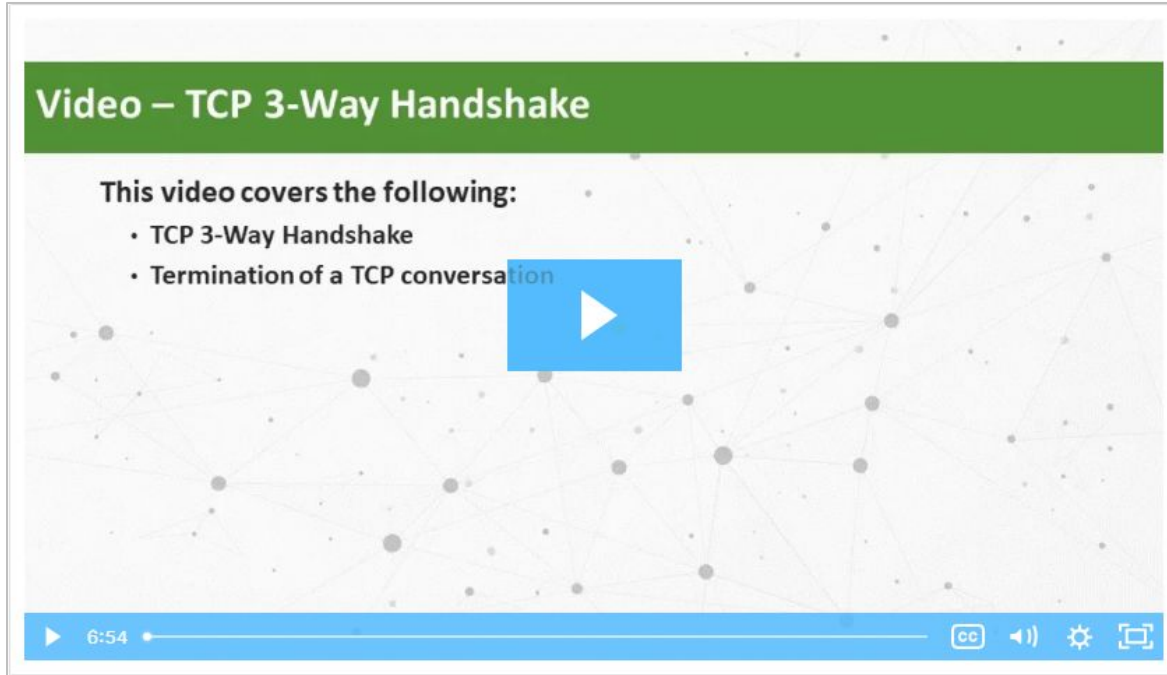 Video – TCP 3-Way Handshake
This video covers the following:
• TCP 3-Way Handshake
• Termination of a TCP conversation
6:54
CC